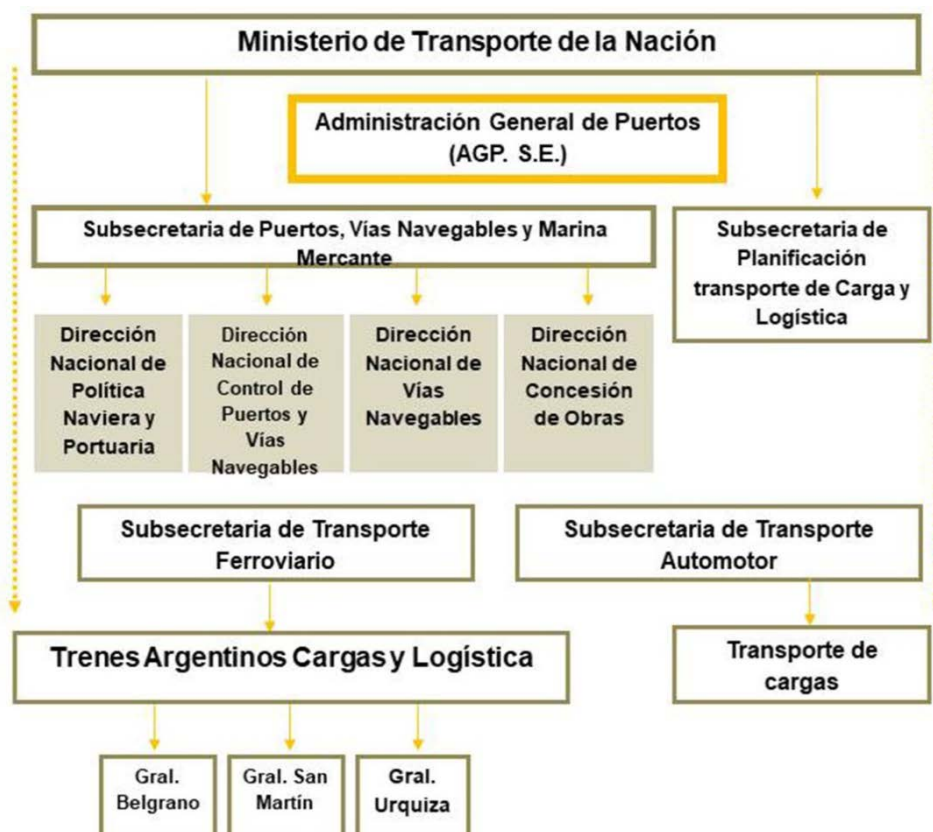 Ministerio de Transporte de la Nación
Administración General de Puertos
(AGP. S.E.)
Subsecretaria de Puertos, Vías Navegables y Marina
Mercante
Subsecretaria de
Planificación
transporte de Carga y
Logística
Dirección
Nacional de
Política
Naviera y
Portuaria
Dirección
Nacional de
Control de
Puertos y
Vías
Navegables
Dirección
Nacional de
Vías
Navegables
Dirección
Nacional de
Concesión
de Obras
Subsecretaria de Transporte
Ferroviario
Subsecretaria de Transporte
Automotor
Trenes Argentinos Cargas y Logística
Transporte de
cargas
Gral.
Belgrano
Gral. San
Martín
Gral.
Urquiza